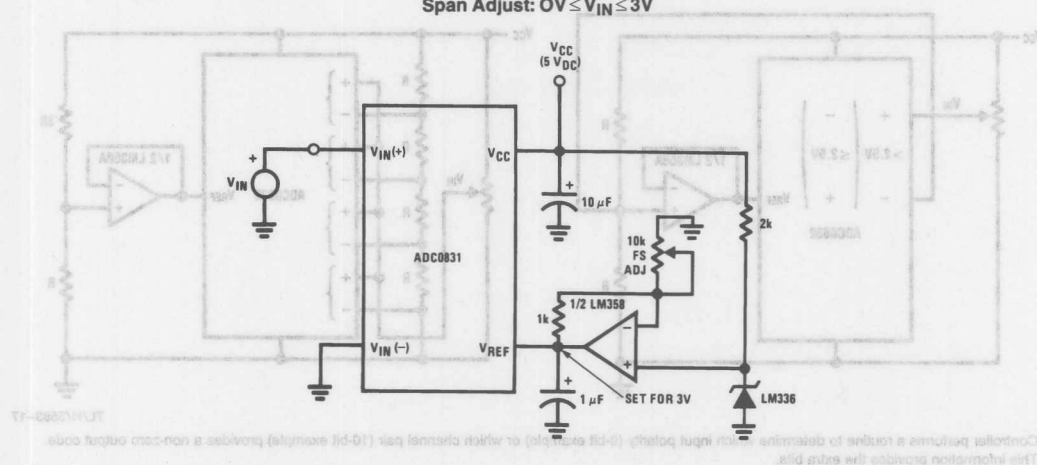 Span Adjust: 0V≤VIN≤3V
VCC
(5 VDC)
VIN(+)
VCC
+
VIN
+
10 µF
2k
10k
FS
ADJ
ADC0831
1/2 LM358
1k
−
VIN(−)
VREF
+
+
1 µF
SET FOR 3V
LM336
TL/H/5583–17
Controller performs a routine to determine which input polarity (9-bit example) or which channel pair (10-bit example) provides a non-zero output code.
This information provides the extra bits.